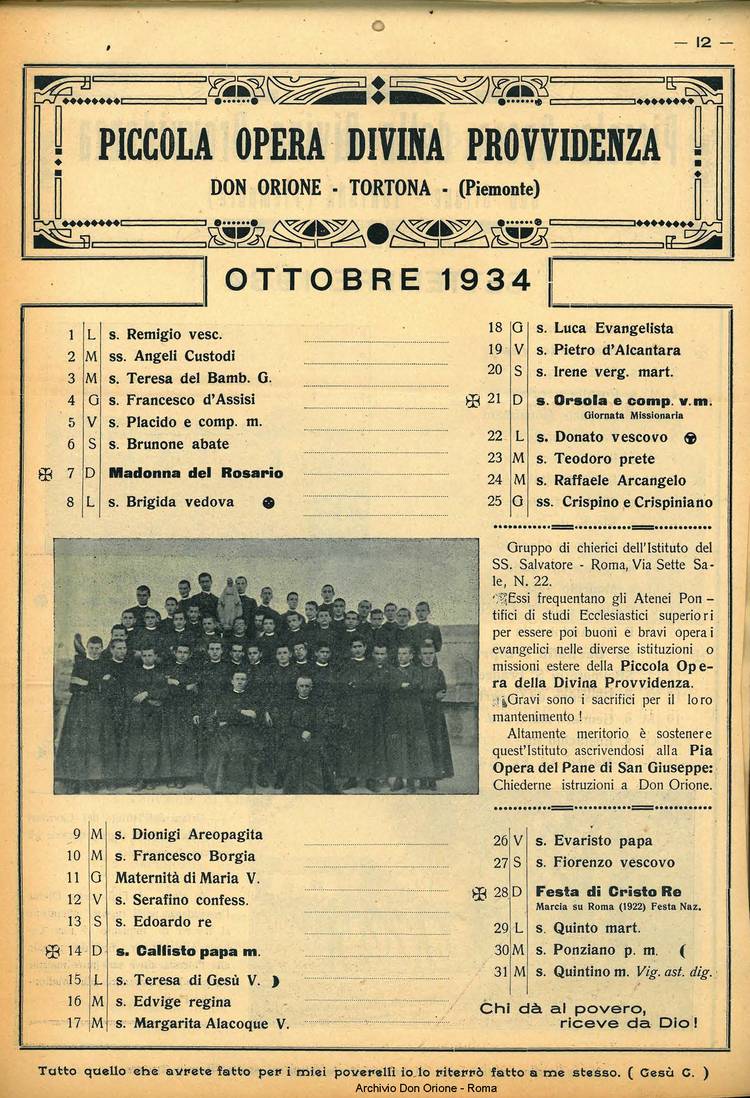 — 12 —
PICCOLA OPERA DIVINA PROVVIDENZA
DON ORIONE - TORTONA - (Piemonte)
OTTOBRE 1934
1 L s. Remigio vesc.
2 M ss. Angeli Custodi
3 M s. Teresa del Bamb. G.
4 G s. Francesco d'Assisi
5 V s. Placido e comp. m.
6 S s. Brunone abate
7 D Madonna del Rosario
8 L s. Brigida vedova
9 M s. Dionigi Areopagita
10 M s. Francesco Borgia
11 G Maternità di Maria V.
12 V s. Serafino confess.
13 S s. Edoardo re
14 D s. Callisto papa m.
15 L s. Teresa di Gesù V.
16 M s. Edvige regina
17 M s. Margarita Alacoque V.
18 G s. Luca Evangelista
19 V s. Pietro d'Alcantara
20 S s. Irene verg. mart.
21 D s. Orsola e comp. v. m.
Giornata Missionaria
22 L s. Donato vescovo
23 M s. Teodoro prete
24 M s. Raffaele Arcangelo
25 G ss. Crispino e Crispiniano
Gruppo di chierici dell'Istituto del
SS. Salvatore - Roma, Via Sette Sa-
le, N. 22.
Essi frequentano gli Atenei Pon-
tifici di studi Ecclesiastici superiori
per essere poi buoni e bravi operai
evangelici nelle diverse istituzioni o
missioni estere della Piccola Ope-
ra della Divina Provvidenza.
Gravi sono i sacrifici per il loro
mantenimento !
Altamente meritorio è sostenere
quest'Istituto ascrivendosi alla Pia
Opera del Pane di San Giuseppe:
Chiederne istruzioni a Don Orione.
26 V s. Evaristo papa
27 S s. Fiorenzo vescovo
28 D Festa di Cristo Re
Marcia su Roma (1922) Festa Naz.
29 L s. Quinto mart.
30 M s. Ponziano p. m.
31 M s. Quintino m. Vig. ast. dig.
Chi dà al povero,
riceve da Dio!
Tutto quello che avrete fatto per i miei poverelli io lo riterrò fatto a me stesso. ( Gesù C. )
Archivio Don Orione - Roma